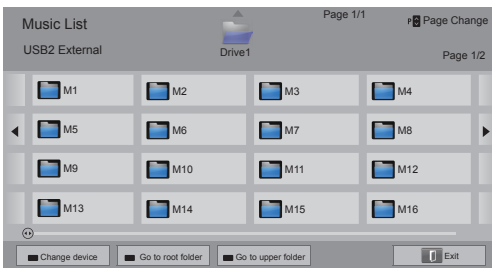 Music List
Page 1/1
P Page Change
USB2 External
Drive1
Page 1/2
M1
M2
M3
M4
M5
M6
M7
M8
M9
M10
M11
M12
M13
M14
M15
M16
Change device
Go to root folder
Go to upper folder
Exit